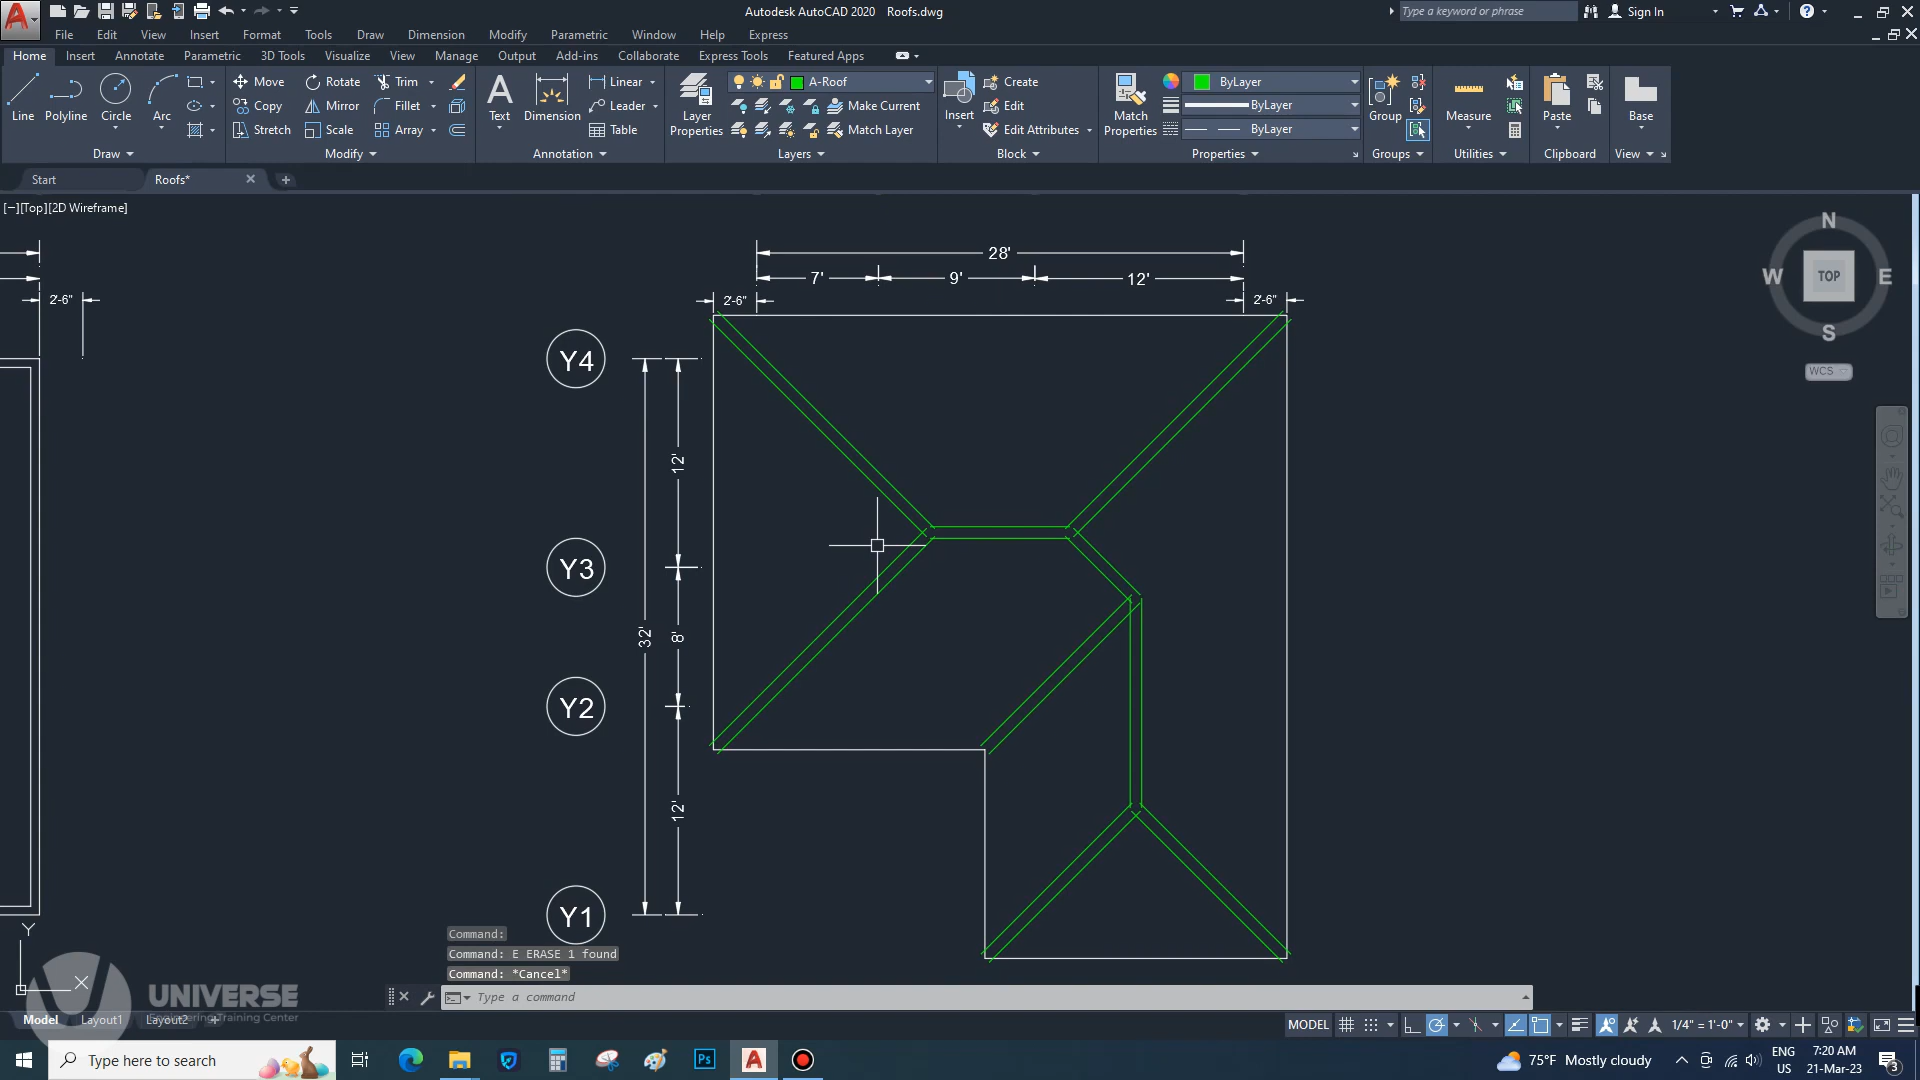 Autodesk AutoCAD 2020 Roofs.dwg
Type a keyword or phrase
Sign In
File Edit View Insert Format Tools Draw Dimension Modify Parametric Window Help Express
Home Insert Annotate Parametric 3D Tools Visualize View Manage Output Add-ins Collaborate Express Tools Featured Apps
Line Polyline Circle Arc
Move Rotate Trim
Copy Mirror Fillet
Stretch Scale Array
Text Dimension
Linear
Leader
Table
Layer Properties
A-Roof
Make Current
Match Layer
Insert
Create
Edit
Edit Attributes
Match Properties
ByLayer
ByLayer
ByLayer
Group
Measure
Paste
Base
Draw Modify Annotation Layers Block Properties Groups Utilities Clipboard View
Start Roofs*
[−][Top][2D Wireframe]
N
W TOP E
S
WCS
28'
7' 9' 12'
2'-6" 2'-6" 2'-6"
Y4
12'
Y3
32' 8'
Y2
12'
Y1
Y
X
Command:
Command: E ERASE 1 found
Command: *Cancel*
Type a command
UNIVERSE
Engineering Training Center
Model Layout1 Layout2
MODEL
1/4" = 1'-0"
Type here to search
Ps
75°F Mostly cloudy
ENG
US
7:20 AM
21-Mar-23
3